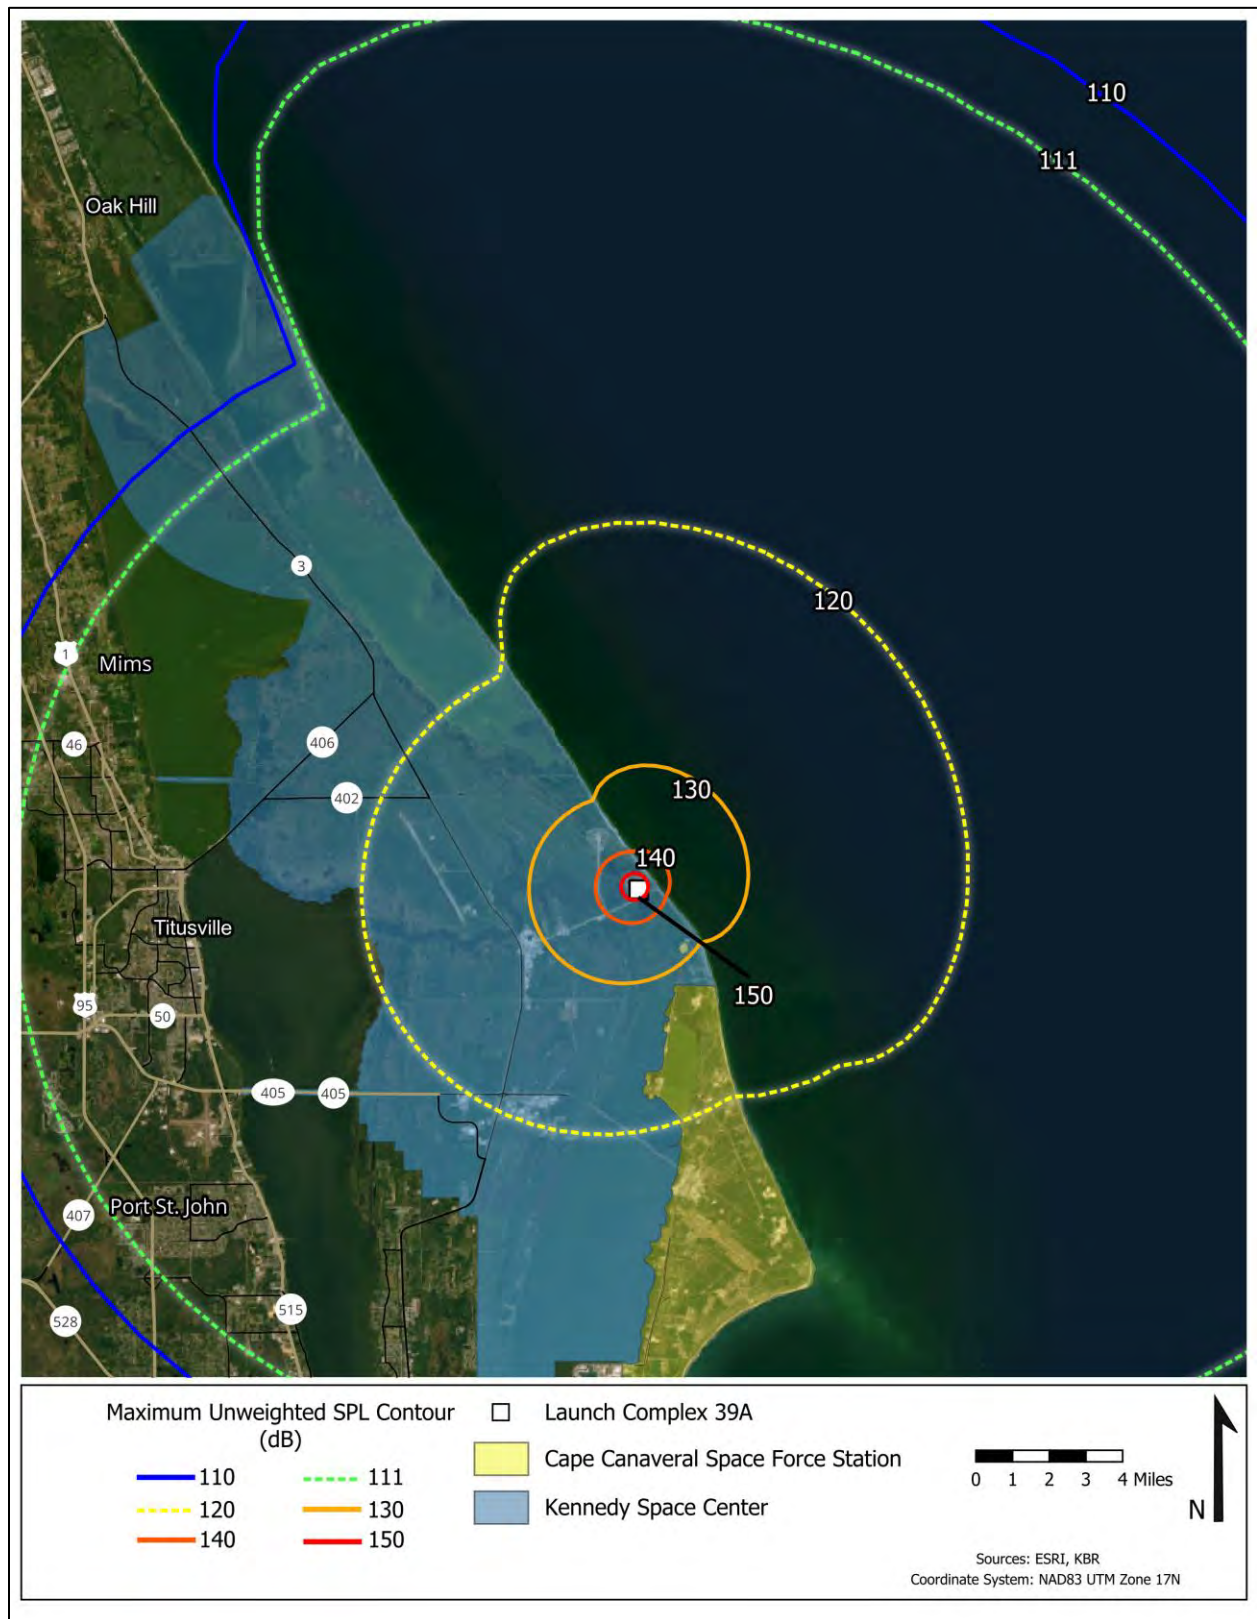 110
111
Oak Hill
3
120
1
Mims
46
406
130
402
140
Titusville
95
50
150
405
405
Port St. John
407
515
528
Maximum Unweighted SPL Contour
(dB)
110
111
120
130
140
150
Launch Complex 39A
Cape Canaveral Space Force Station
Kennedy Space Center
0 1 2 3 4 Miles
N
Sources: ESRI, KBR
Coordinate System: NAD83 UTM Zone 17N